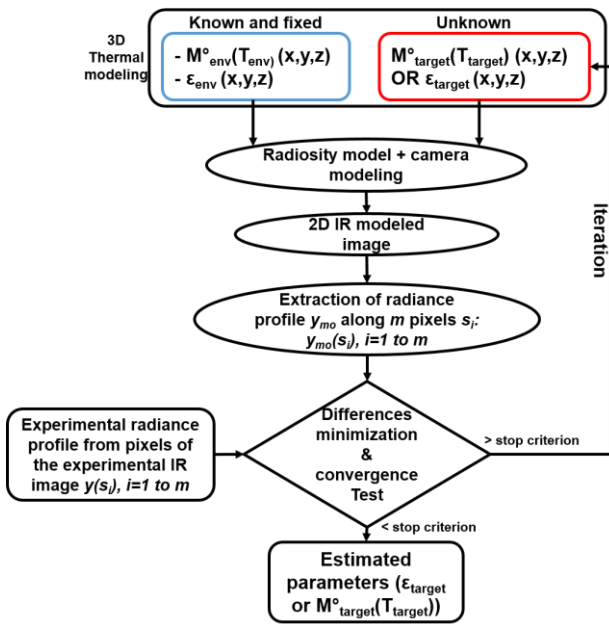 3D
Thermal
modeling
Known and fixed
- M°env(Tenv) (x,y,z)
- εenv (x,y,z)
Unknown
M°target(Ttarget) (x,y,z)
OR εtarget (x,y,z)
Radiosity model + camera
modeling
2D IR modeled
image
Extraction of radiance
profile ymo along m pixels si:
ymo(si), i=1 to m
Iteration
Experimental radiance
profile from pixels of
the experimental IR
image y(si), i=1 to m
Differences
minimization
&
convergence
Test
> stop criterion
< stop criterion
Estimated
parameters (εtarget
or M°target(Ttarget))